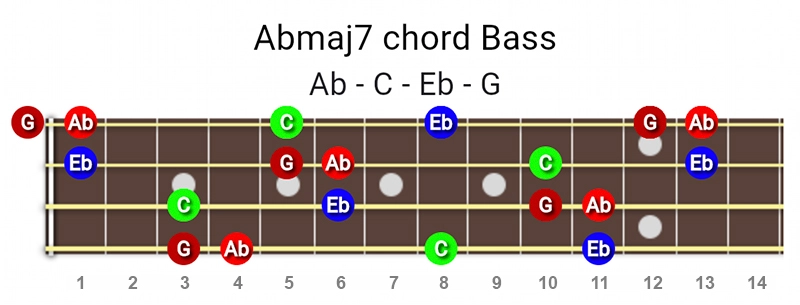 Abmaj7 chord Bass
Ab - C - Eb - G
G Ab C Eb G Ab
Eb G Ab C Eb
C Eb G Ab
G Ab C Eb
1 2 3 4 5 6 7 8 9 10 11 12 13 14